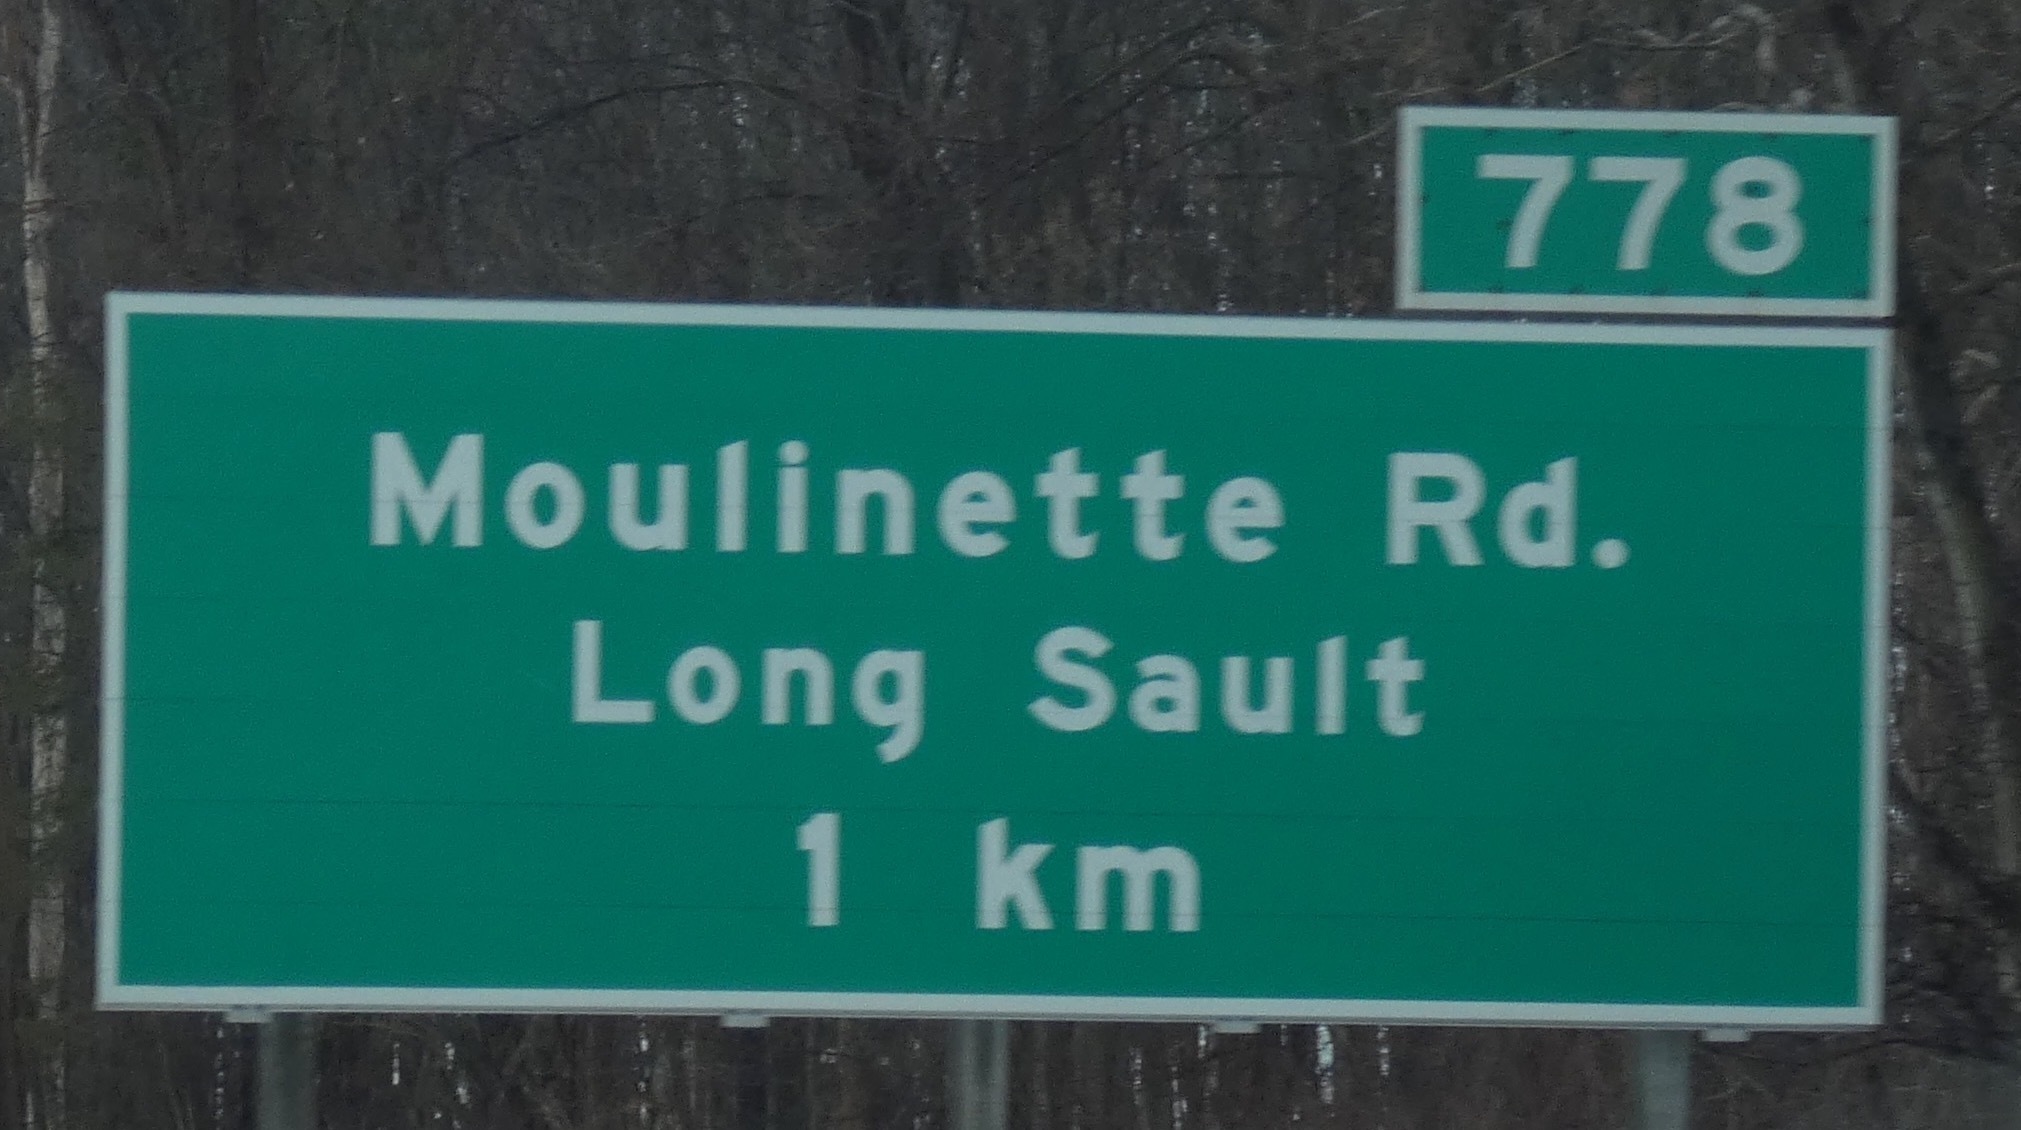 778
Moulinette Rd.
Long Sault
1 km